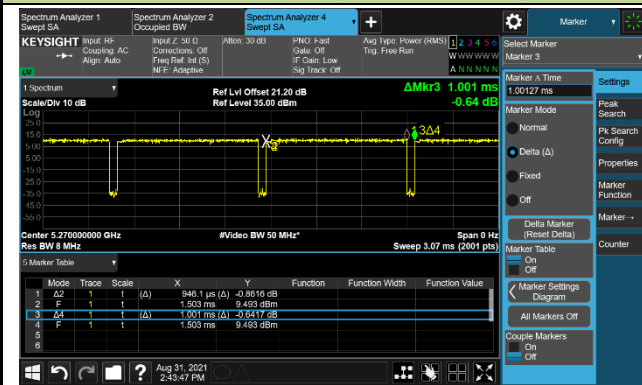 Spectrum Analyzer 1
Swept SA
Spectrum Analyzer 2
Occupied BW
Spectrum Analyzer 4
Swept SA
Marker
KEYSIGHT
Input: RF
Coupling: AC
Align: Auto
Input Z: 50 Ω
Corrections: Off
Freq Ref: Int (S)
NFE: Adaptive
Atten: 30 dB
PNO: Fast
Gate: Off
IF Gain: Low
Sig Track: Off
Avg Type: Power (RMS)
Trig: Free Run
1 2 3 4 5 6
W W W W W W
A N N N N N
LM
Select Marker
Marker 3
1 Spectrum
Scale/Div 10 dB
Log
Ref Lvl Offset 21.20 dB
Ref Level 35.00 dBm
ΔMkr3 1.001 ms
-0.64 dB
25.0
15.0
5.00
-5.00
-15.0
-25.0
-35.0
-45.0
-55.0
3Δ4
Center 5.270000000 GHz
Res BW 8 MHz
#Video BW 50 MHz*
Span 0 Hz
Sweep 3.07 ms (2001 pts)
5 Marker Table
Mode Trace Scale X Y Function Function Width Function Value
1 Δ2 1 t (Δ) 946.1 µs (Δ) -0.8616 dB
2 F 1 t 1.503 ms 9.493 dBm
3 Δ4 1 t (Δ) 1.001 ms (Δ) -0.6417 dB
4 F 1 t 1.503 ms 9.493 dBm
5
6
Aug 31, 2021
2:43:47 PM
Marker Δ Time
1.00127 ms
Marker Mode
Normal
Delta (Δ)
Fixed
Off
Delta Marker
(Reset Delta)
Marker Table
On
Off
Marker Settings
Diagram
All Markers Off
Couple Markers
On
Off
Settings
Peak
Search
Pk Search
Config
Properties
Marker
Function
Marker→
Counter